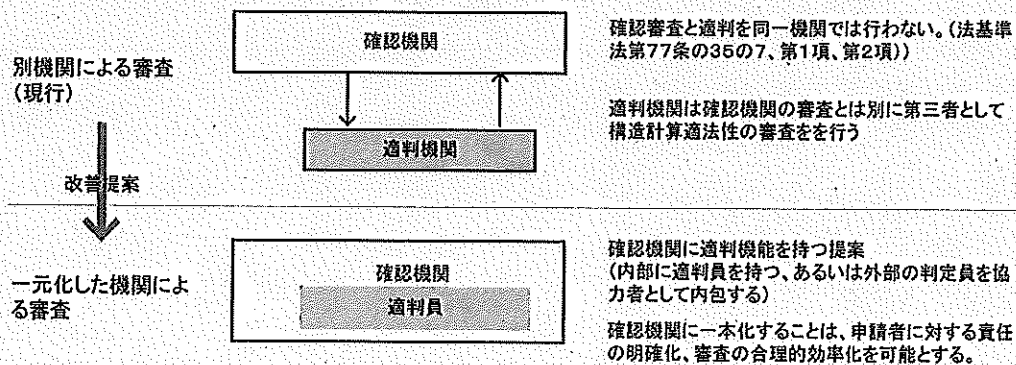 別機関による審査
(現行)
確認機関
適判機関
確認審査と適判を同一機関では行わない。(法基準
法第77条の35の7、第1項、第2項))
適判機関は確認機関の審査とは別に第三者として
構造計算適法性の審査をを行う
改善提案
一元化した機関によ
る審査
確認機関
適判員
確認機関に適判機能を持つ提案
(内部に適判員を持つ、あるいは外部の判定員を協
力者として内包する)
確認機関に一本化することは、申請者に対する責任
の明確化、審査の合理的効率化を可能とする。